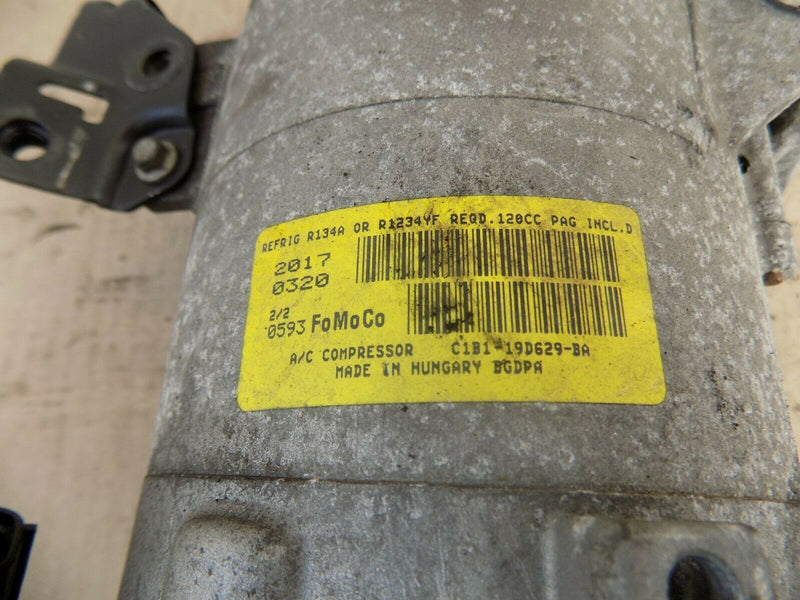 REFRIG R134A OR R1234YF REQD.120CC PAG INCL.D
2017
0320
2/2
0593 FoMoCo
A/C COMPRESSOR C1B1-19D629-BA
MADE IN HUNGARY BGDPA